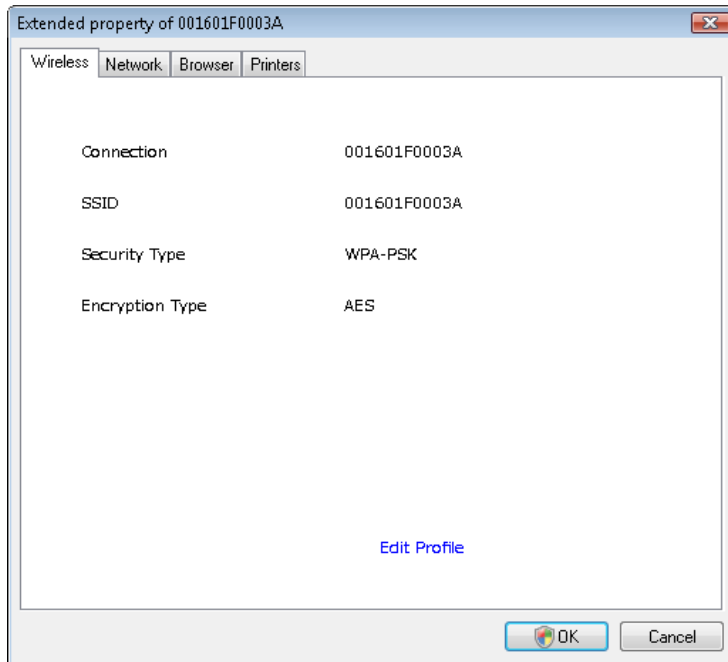 Extended property of 001601F0003A
Wireless Network Browser Printers
Connection 001601F0003A
SSID 001601F0003A
Security Type WPA-PSK
Encryption Type AES
Edit Profile
OK Cancel